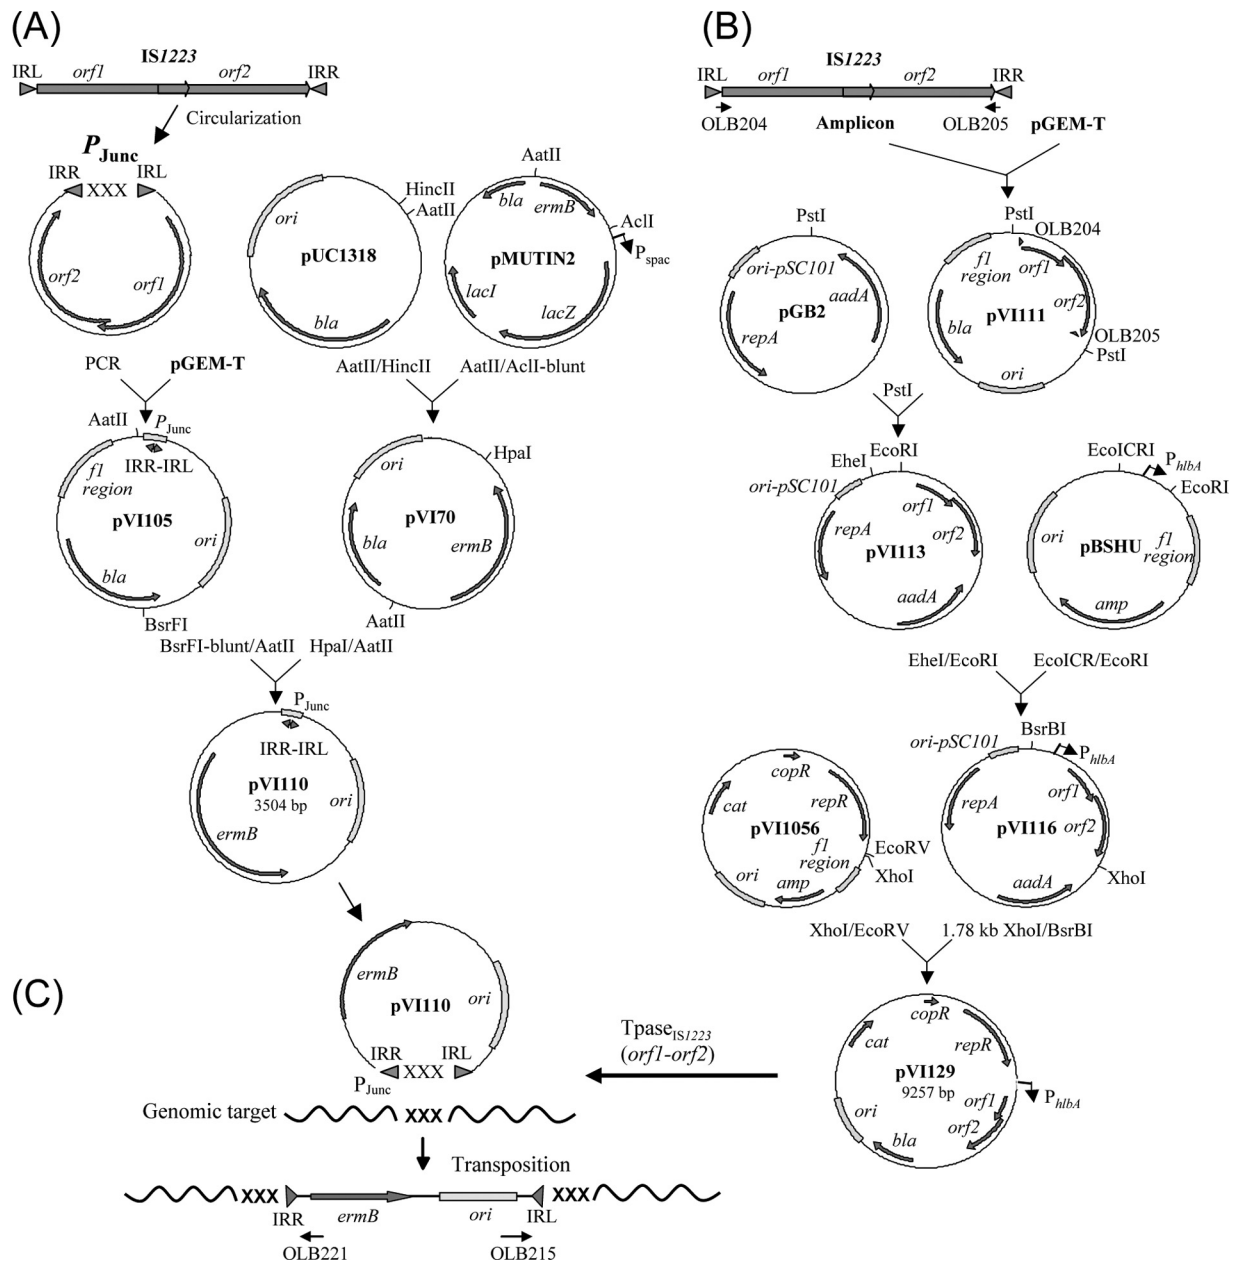 (A)
IS1223
IRL orf1 orf2 IRR
Circularization
PJunc
IRR XXX IRL
orf2 orf1
ori
HincII
AatII
pUC1318
bla
AatII
bla ermB
AclI
Pspac
pMUTIN2
lacI
lacZ
PCR pGEM-T
AatII/HincII AatII/AclI-blunt
AatII PJunc
IRR-IRL
f1
region
pVI105
ori
bla
BsrFI
ori
HpaI
pVI70
bla
ermB
AatII
BsrFI-blunt/AatII HpaI/AatII
PJunc
IRR-IRL
pVI110
3504 bp
ori
ermB
(B)
IS1223
IRL orf1 orf2 IRR
OLB204 Amplicon OLB205 pGEM-T
PstI
ori-pSC101
aadA
pGB2
repA
PstI
OLB204
f1
region
orf1
orf2
pVI111
bla
OLB205
PstI
ori
PstI
EcoRI
EheI
ori-pSC101
orf1
repA
orf2
pVI113
aadA
EcoICRI
PhlbA
EcoRI
ori
pBSHU
f1
region
amp
EheI/EcoRI EcoICR/EcoRI
copR
cat
repR
pVI1056
f1
region
EcoRV
XhoI
ori
amp
BsrBI
ori-pSC101
PhlbA
repA
orf1
pVI116
orf2
aadA
XhoI
XhoI/EcoRV 1.78 kb XhoI/BsrBI
copR
cat
repR
pVI129
9257 bp
PhlbA
orf1
orf2
ori
bla
(C)
ermB
pVI110
ori
IRR XXX IRL
PJunc
TpaseIS1223
(orf1-orf2)
Genomic target XXX
Transposition
XXX XXX
IRR ermB ori IRL
OLB221 OLB215